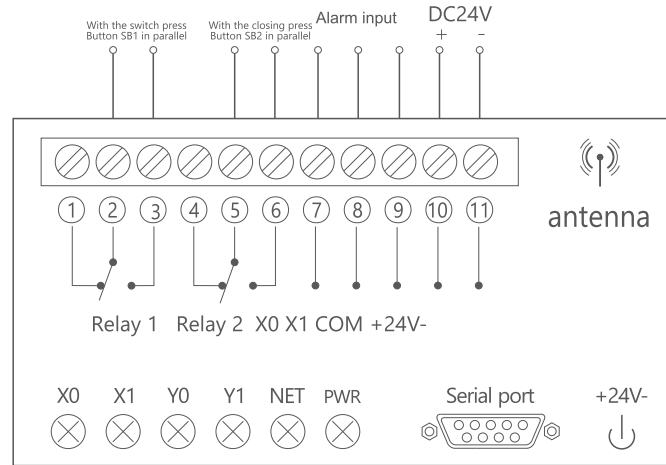 With the switch press
Button SB1 in parallel
With the closing press
Button SB2 in parallel
Alarm input
DC24V
+ -
1 2 3 4 5 6 7 8 9 10 11
antenna
Relay 1 Relay 2 X0 X1 COM +24V-
X0 X1 Y0 Y1 NET PWR
Serial port
+24V-